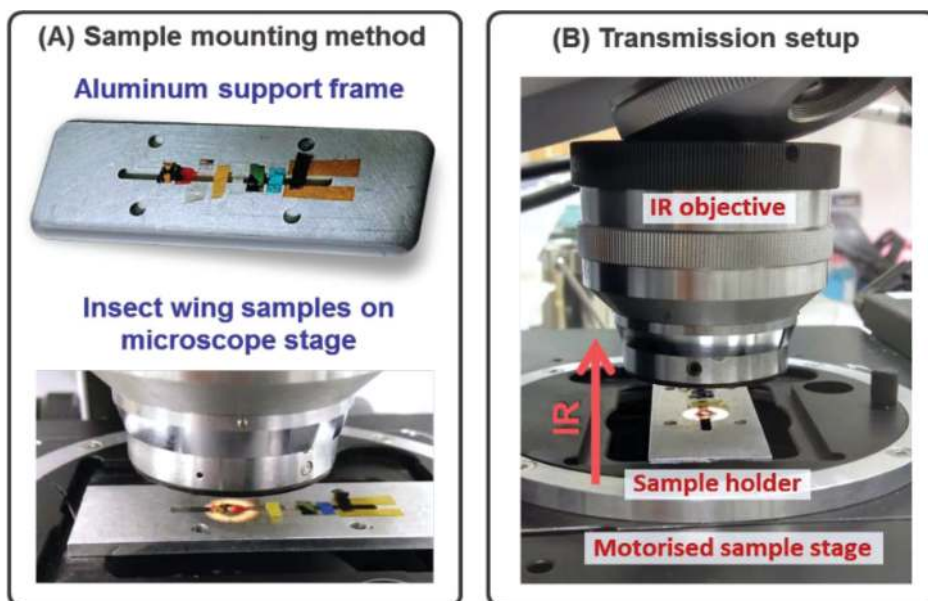 (A) Sample mounting method
Aluminum support frame
Insect wing samples on
microscope stage
(B) Transmission setup
IR objective
IR
Sample holder
Motorised sample stage